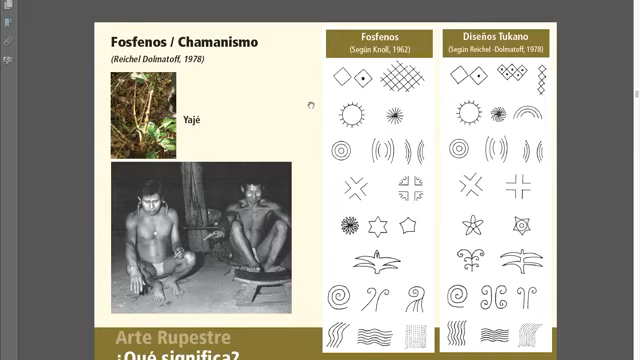 Fosfenos / Chamanismo
(Reichel Dolmatoff, 1978)
Yajé
Fosfenos
(Según Knoll, 1962)
Diseños Tukano
(Según Reichel -Dolmatoff, 1978)
Arte Rupestre
¿Qué significa?